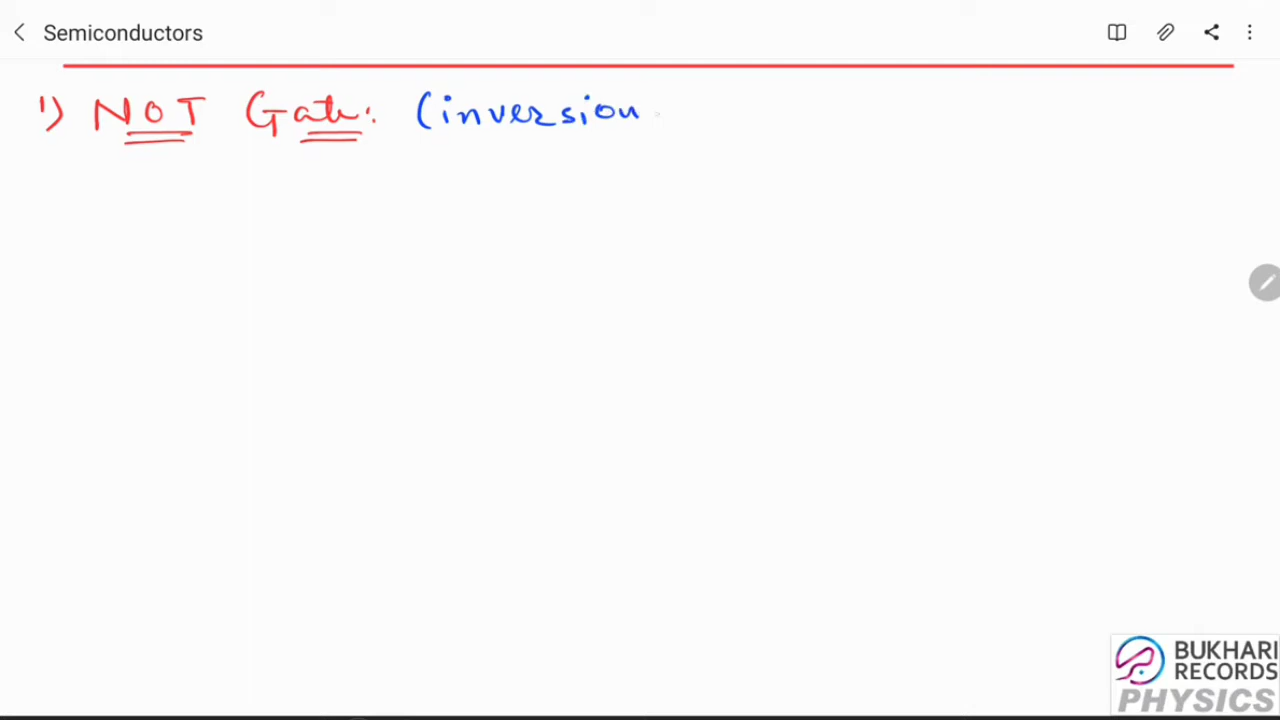 Semiconductors
1) NOT Gate: (inversion
BUKHARI
RECORDS
PHYSICS